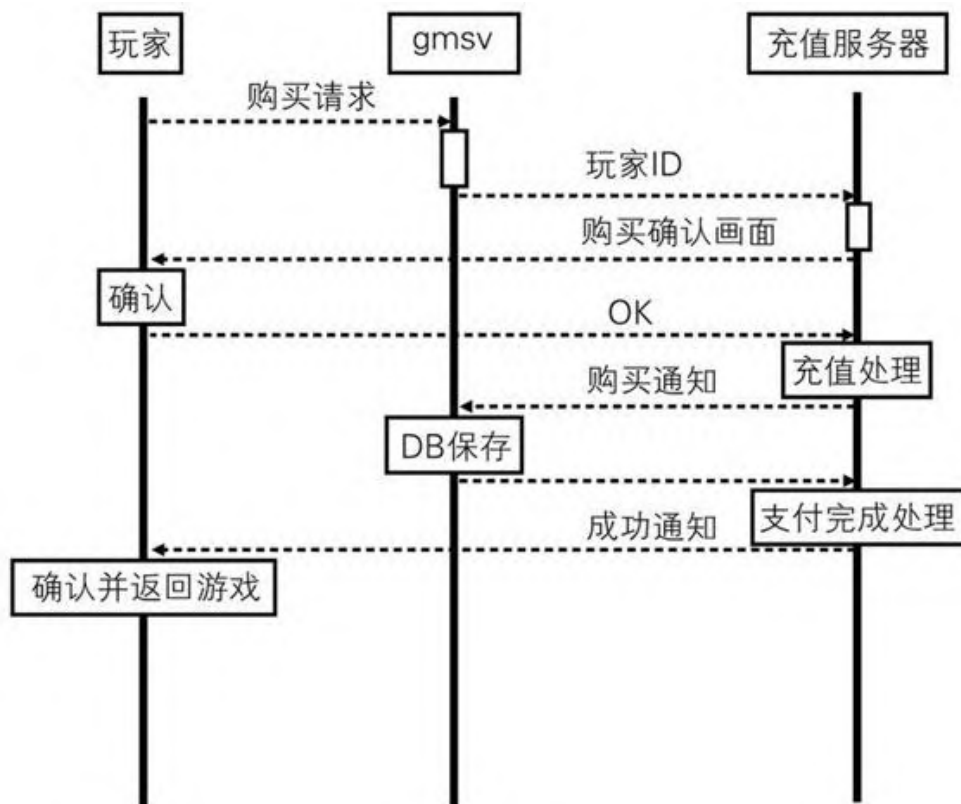 玩家
gmsv
充值服务器
购买请求
玩家ID
购买确认画面
确认
OK
充值处理
购买通知
DB保存
支付完成处理
成功通知
确认并返回游戏